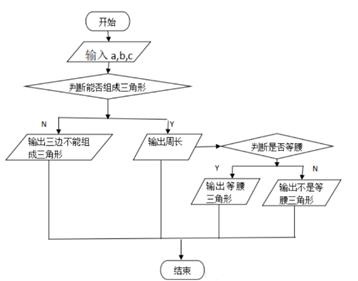 开始
输入 a,b,c
判断能否组成三角形
N
Y
输出三边不能组
成三角形
输出周长
判断是否等腰
Y
N
输出等腰
三角形
输出不是等
腰三角形
结束